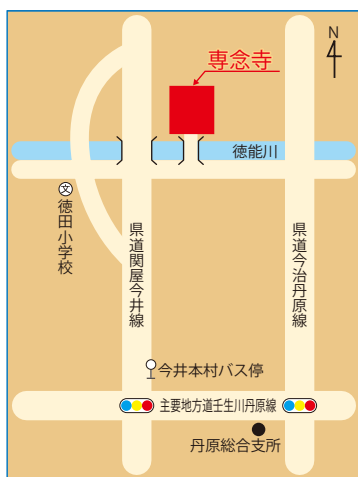 N
専念寺
徳能川
文
徳田小学校
県道関屋今井線
県道今治丹原線
今井本村バス停
主要地方道壬生川丹原線
丹原総合支所